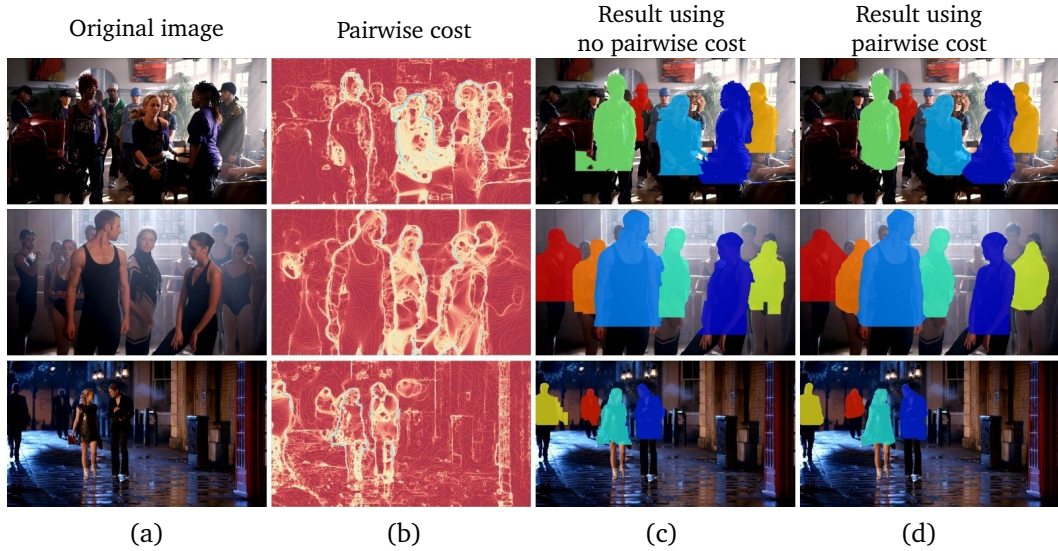 Original image
Pairwise cost
Result using
no pairwise cost
Result using
pairwise cost
(a)
(b)
(c)
(d)